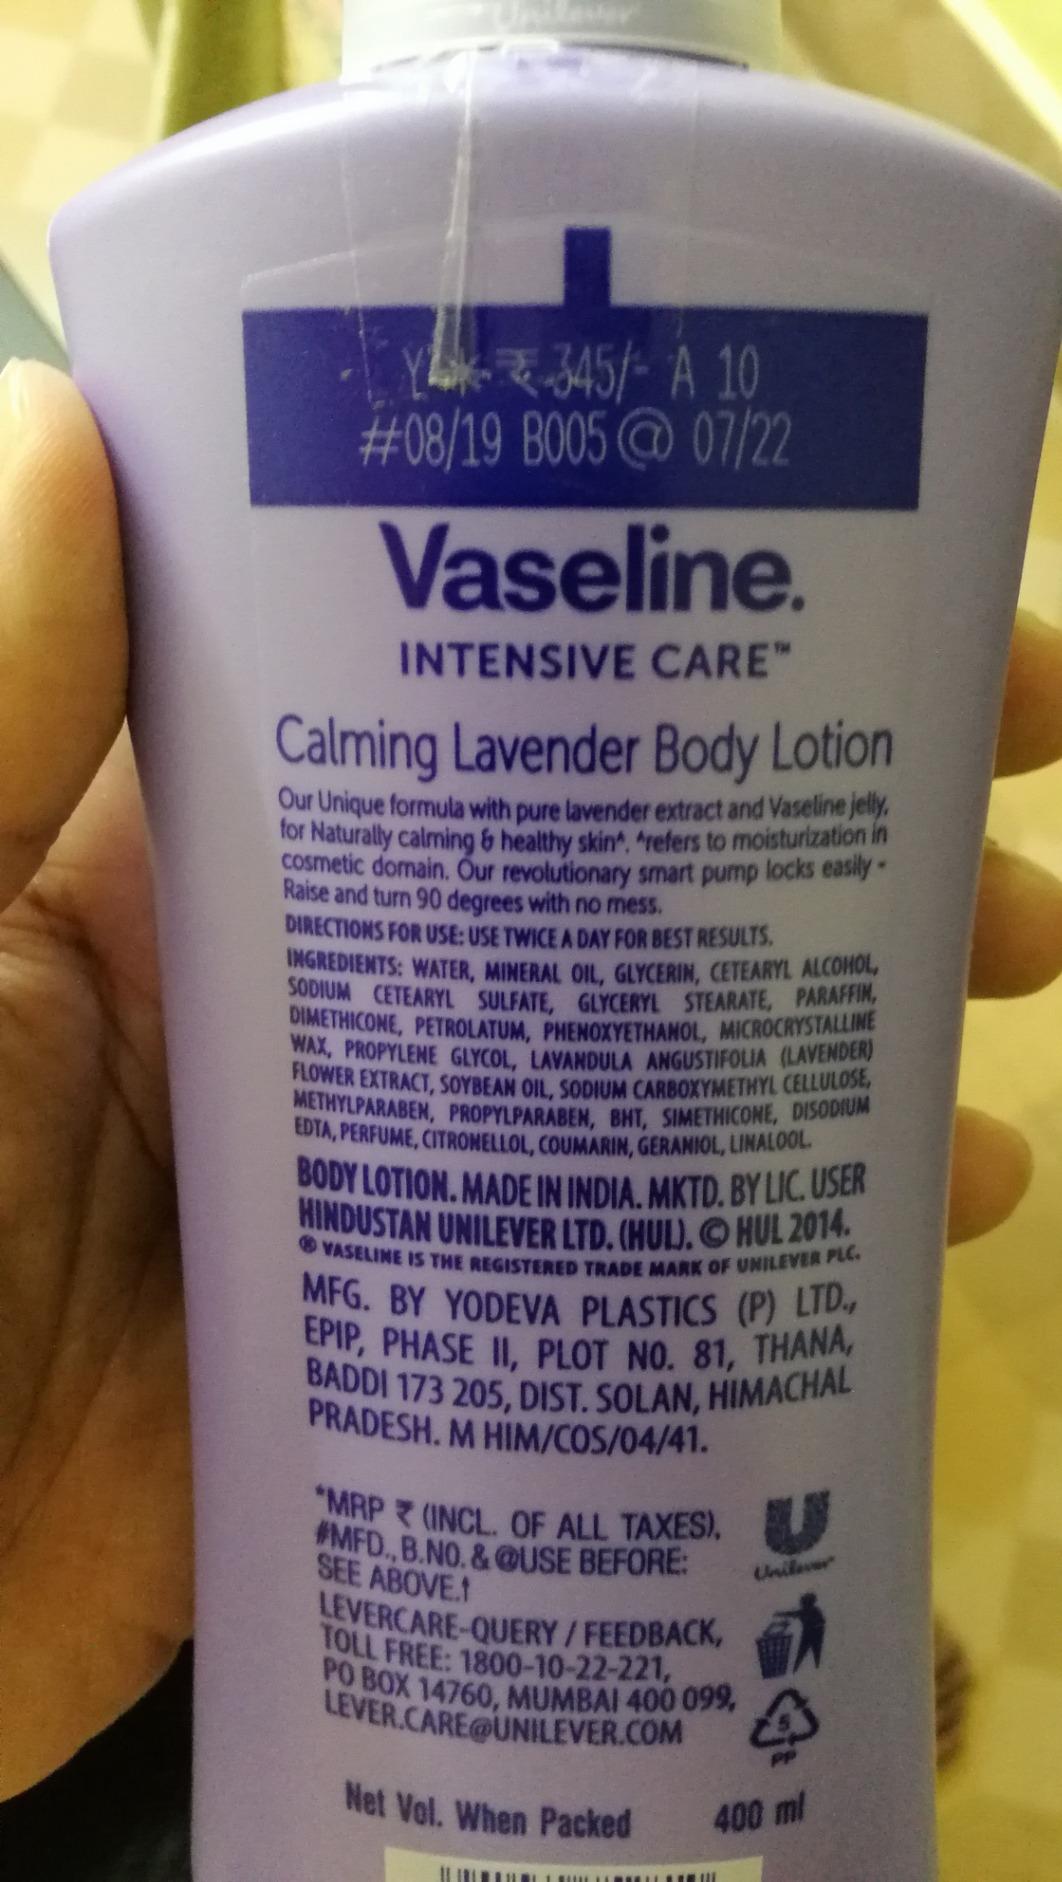 Unilever
₹ 345/- A 10
#08/19 B005 @ 07/22
Vaseline.
INTENSIVE CARE™
Calming Lavender Body Lotion
Our Unique formula with pure lavender extract and Vaseline jelly,
for Naturally calming & healthy skin^. ^refers to moisturization in
cosmetic domain. Our revolutionary smart pump locks easily -
Raise and turn 90 degrees with no mess.
DIRECTIONS FOR USE: USE TWICE A DAY FOR BEST RESULTS.
INGREDIENTS: WATER, MINERAL OIL, GLYCERIN, CETEARYL ALCOHOL,
SODIUM CETEARYL SULFATE, GLYCERYL STEARATE, PARAFFIN,
DIMETHICONE, PETROLATUM, PHENOXYETHANOL, MICROCRYSTALLINE
WAX, PROPYLENE GLYCOL, LAVANDULA ANGUSTIFOLIA (LAVENDER)
FLOWER EXTRACT, SOYBEAN OIL, SODIUM CARBOXYMETHYL CELLULOSE,
METHYLPARABEN, PROPYLPARABEN, BHT, SIMETHICONE, DISODIUM
EDTA, PERFUME, CITRONELLOL, COUMARIN, GERANIOL, LINALOOL.
BODY LOTION. MADE IN INDIA. MKTD. BY LIC. USER
HINDUSTAN UNILEVER LTD. (HUL). © HUL 2014.
® VASELINE IS THE REGISTERED TRADE MARK OF UNILEVER PLC.
MFG. BY YODEVA PLASTICS (P) LTD.,
EPIP, PHASE II, PLOT NO. 81, THANA,
BADDI 173 205, DIST. SOLAN, HIMACHAL
PRADESH. M HIM/COS/04/41.
*MRP ₹ (INCL. OF ALL TAXES),
#MFD., B.NO. & @USE BEFORE:
SEE ABOVE.↑
Unilever
LEVERCARE-QUERY / FEEDBACK,
TOLL FREE: 1800-10-22-221,
PO BOX 14760, MUMBAI 400 099,
LEVER.CARE@UNILEVER.COM
5
PP
Net Vol. When Packed 400 ml